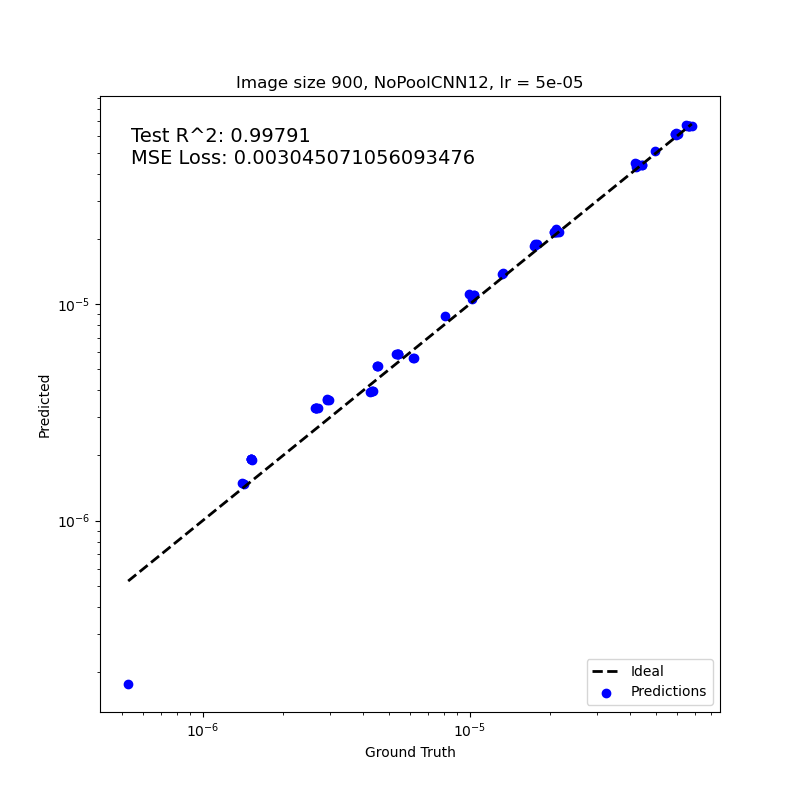 Image size 900, NoPoolCNN12, lr = 5e-05
Test R^2: 0.99791
MSE Loss: 0.003045071056093476
10⁻⁵
10⁻⁶
Predicted
Ideal
Predictions
10⁻⁶
10⁻⁵
Ground Truth